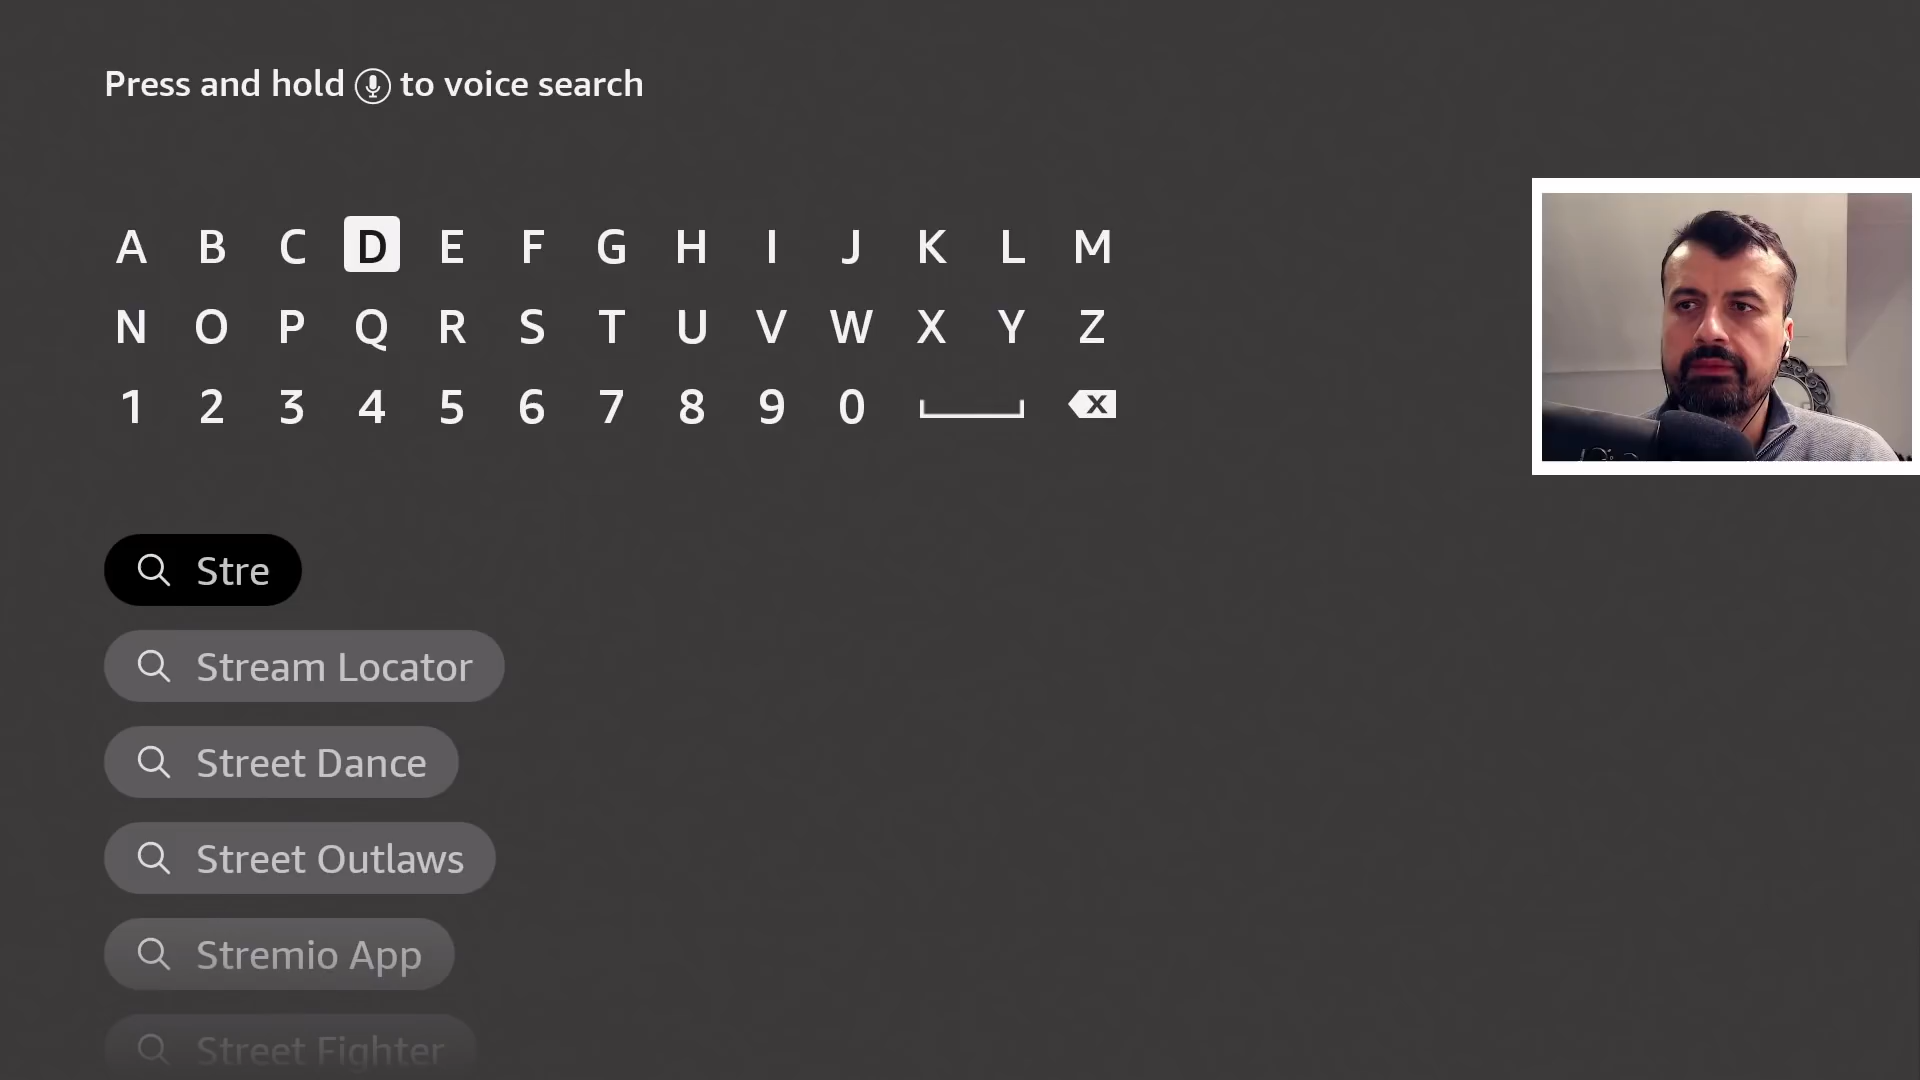 Press and hold to voice search
A B C D E F G H I J K L M
N O P Q R S T U V W X Y Z
1 2 3 4 5 6 7 8 9 0
Stre
Stream Locator
Street Dance
Street Outlaws
Stremio App
Street Fighter